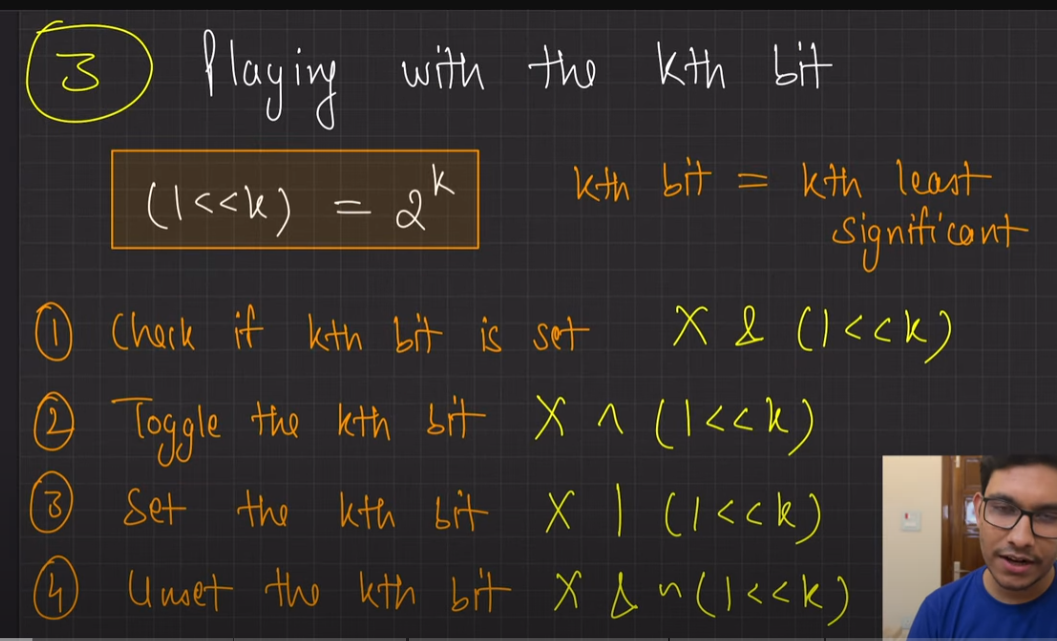 3 Playing with the kth bit
(1<<k) = 2^k
kth bit = kth least
significant
1 Check if kth bit is set X & (1<<k)
2 Toggle the kth bit X ^ (1<<k)
3 Set the kth bit X | (1<<k)
4 Unset the kth bit X & ~(1<<k)